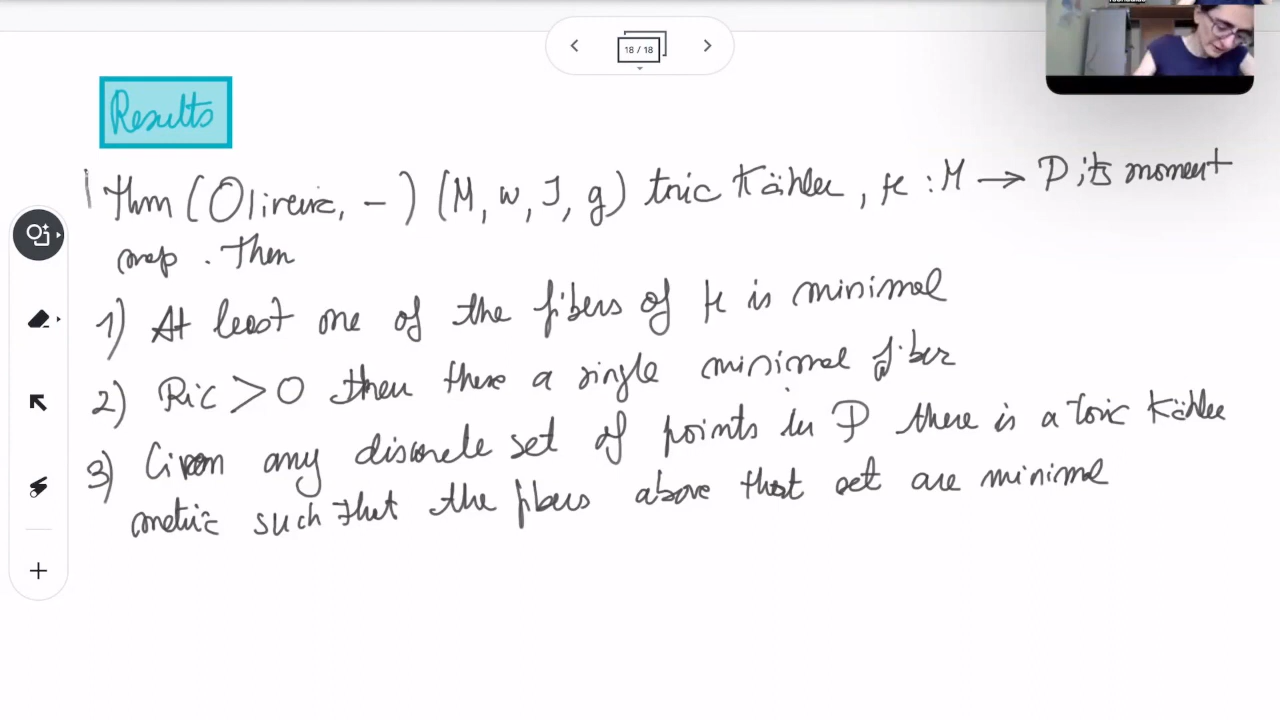 18 / 18
Results
Thm (Oliveira, -) (M, w, J, g) toric Kähler, μ : M → P its moment
map. Then
1) At least one of the fibers of μ is minimal
2) Ric > 0 then there a single minimal fiber
3) Given any discrete set of points in P there is a toric Kähler
metric such that the fibers above that set are minimal